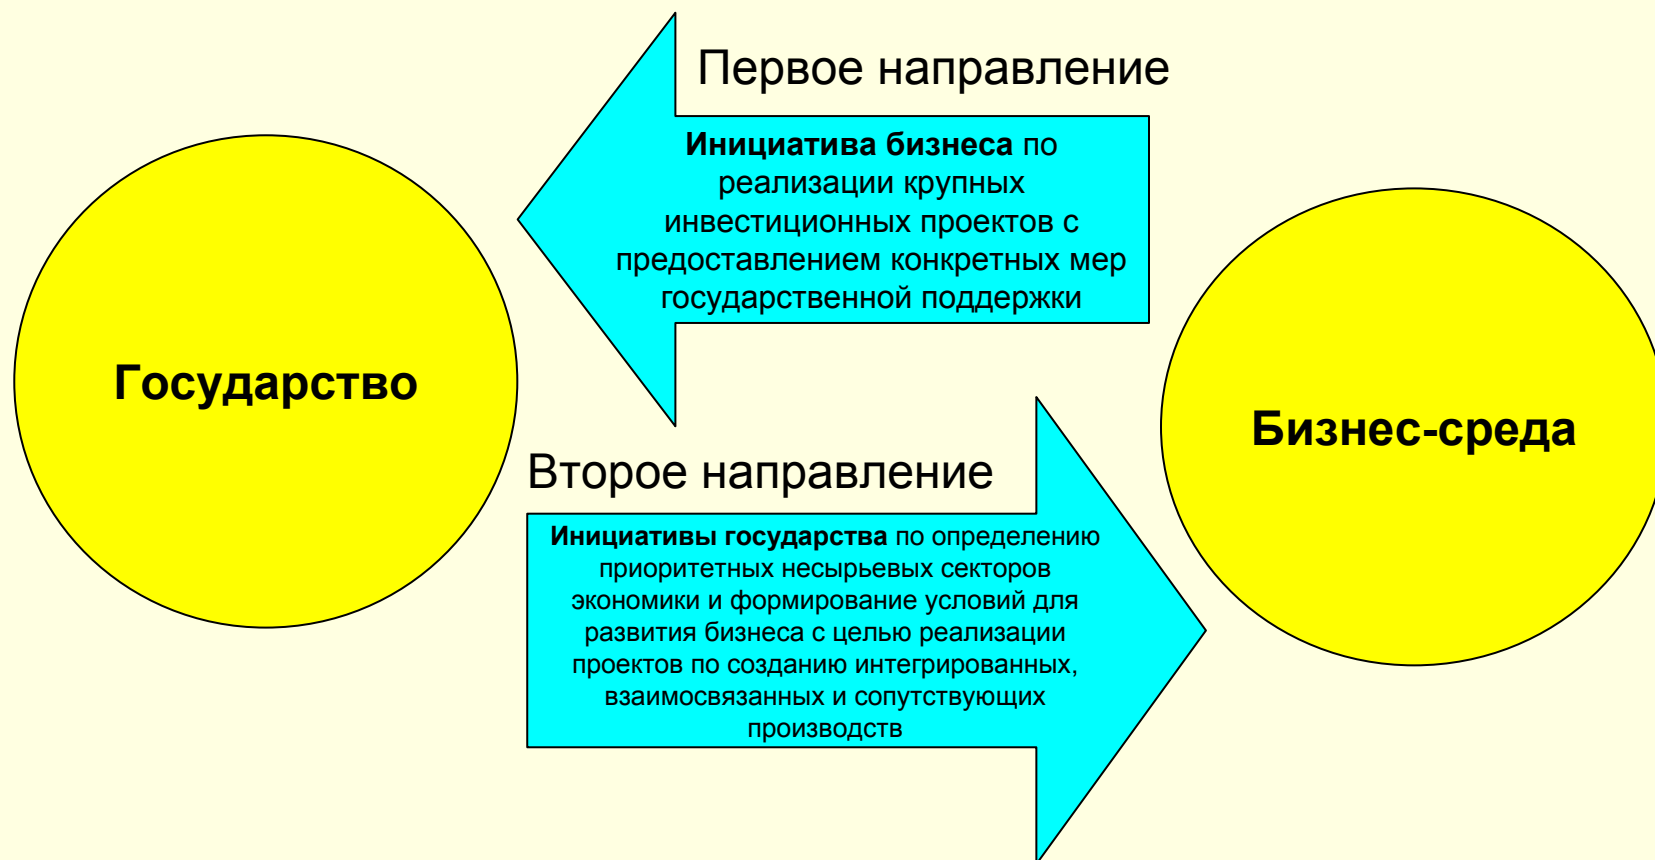 Первое направление
Инициатива бизнеса по
реализации крупных
инвестиционных проектов с
предоставлением конкретных мер
государственной поддержки
Государство
Бизнес-среда
Второе направление
Инициативы государства по определению
приоритетных несырьевых секторов
экономики и формирование условий для
развития бизнеса с целью реализации
проектов по созданию интегрированных,
взаимосвязанных и сопутствующих
производств